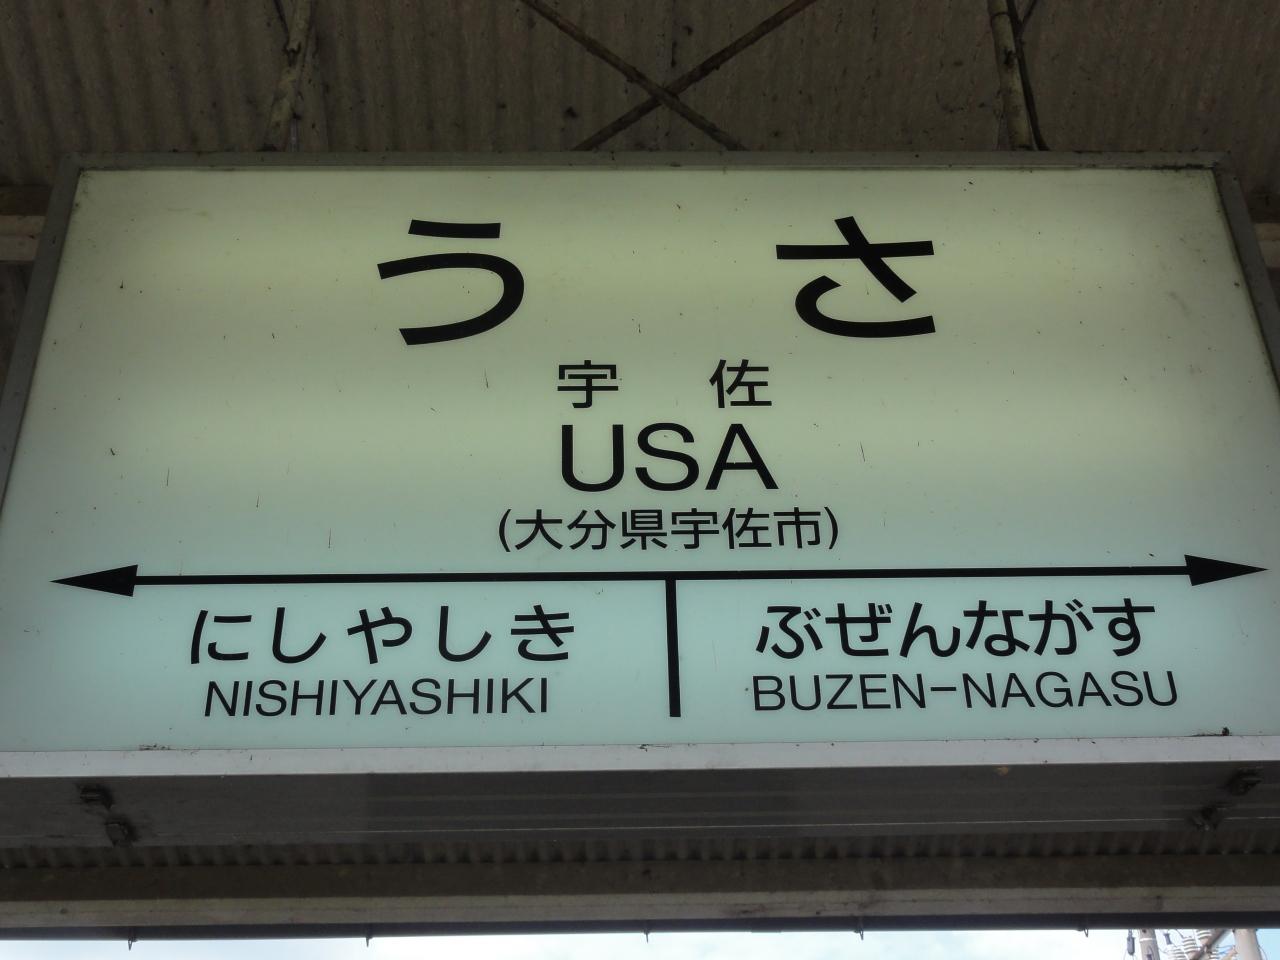 うさ
宇佐
USA
(大分県宇佐市)
にしやしき
NISHIYASHIKI
ぶぜんながす
BUZEN-NAGASU